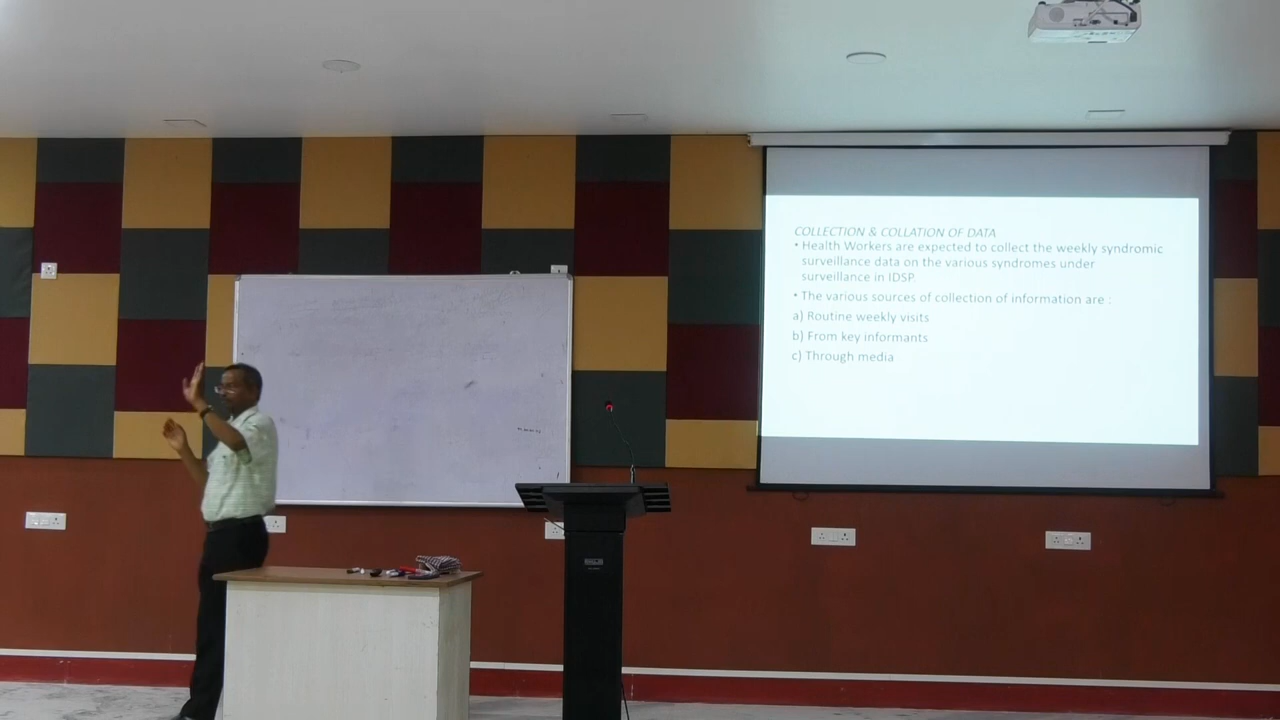 COLLECTION & COLLATION OF DATA
• Health Workers are expected to collect the weekly syndromic
surveillance data on the various syndromes under
surveillance in IDSP.
• The various sources of collection of information are :
a) Routine weekly visits
b) From key informants
c) Through media